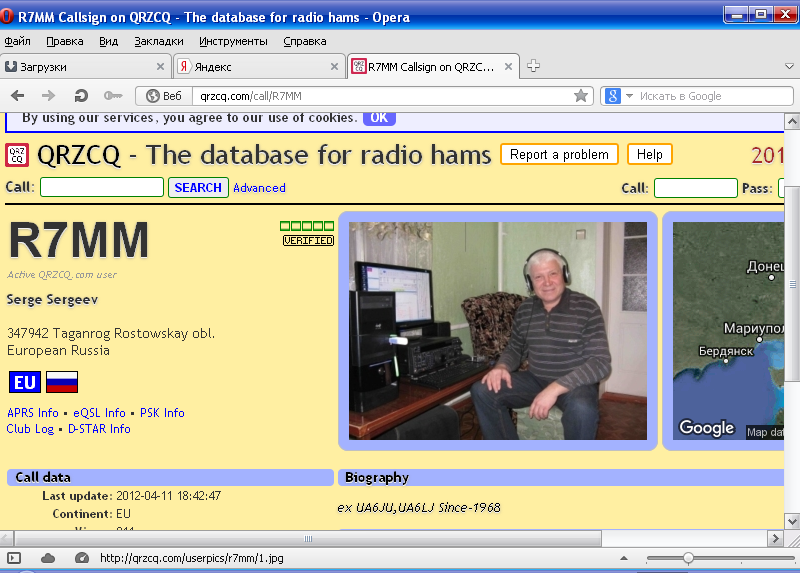 R7MM Callsign on QRZCQ - The database for radio hams - Opera
Файл Правка Вид Закладки Инструменты Справка
Загрузки Яндекс R7MM Callsign on QRZC...
Веб qrzcq.com/call/R7MM Искать в Google
By using our services, you agree to our use of cookies. OK
QRZ CQ QRZCQ - The database for radio hams Report a problem Help 201
Call: SEARCH Advanced Call: Pass:
R7MM
VERIFIED
Active QRZCQ.com user
Serge Sergeev
347942 Taganrog Rostowskay obl.
European Russia
EU
APRS Info • eQSL Info • PSK Info
Club Log • D-STAR Info
Донец
Мариупол
Бердянск
Google Map dat
Call data Biography
Last update: 2012-04-11 18:42:47
Continent: EU
ex UA6JU,UA6LJ Since-1968
http://qrzcq.com/userpics/r7mm/1.jpg